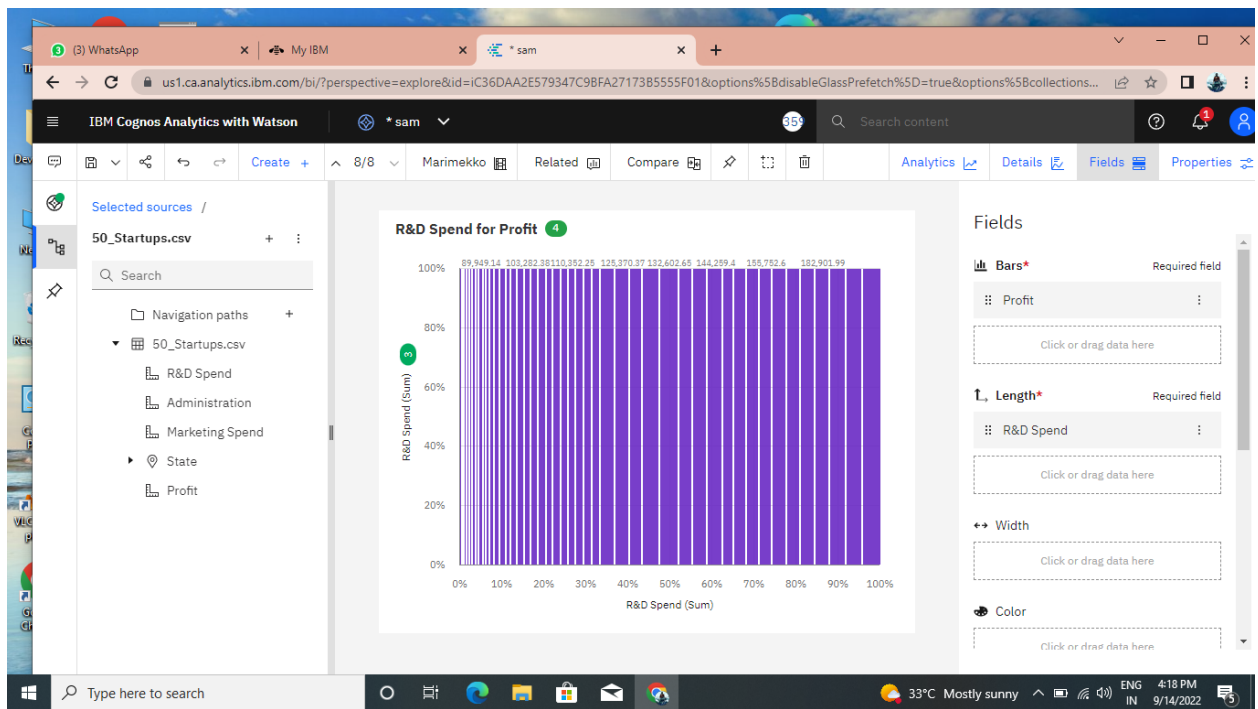 3 (3) WhatsApp My IBM * sam
us1.ca.analytics.ibm.com/bi/?perspective=explore&id=iC36DAA2E579347C9BFA27173B5555F01&options%5BdisableGlassPrefetch%5D=true&options%5Bcollections...
IBM Cognos Analytics with Watson * sam 359 Search content 1
Create + 8/8 Marimekko Related Compare Analytics Details Fields Properties
Selected sources /
50_Startups.csv
Search
Navigation paths
50_Startups.csv
R&D Spend
Administration
Marketing Spend
State
Profit
R&D Spend for Profit 4
89,949.14 103,282.38 110,352.25 125,370.37 132,602.65 144,259.4 155,752.6 182,901.99
100%
80%
60%
40%
20%
0%
R&D Spend (Sum) 3
0% 10% 20% 30% 40% 50% 60% 70% 80% 90% 100%
R&D Spend (Sum)
Fields
Bars* Required field
Profit
Click or drag data here
Length* Required field
R&D Spend
Click or drag data here
Width
Click or drag data here
Color
Click or drag data here
Type here to search 33°C Mostly sunny ENG IN 4:18 PM 9/14/2022 5